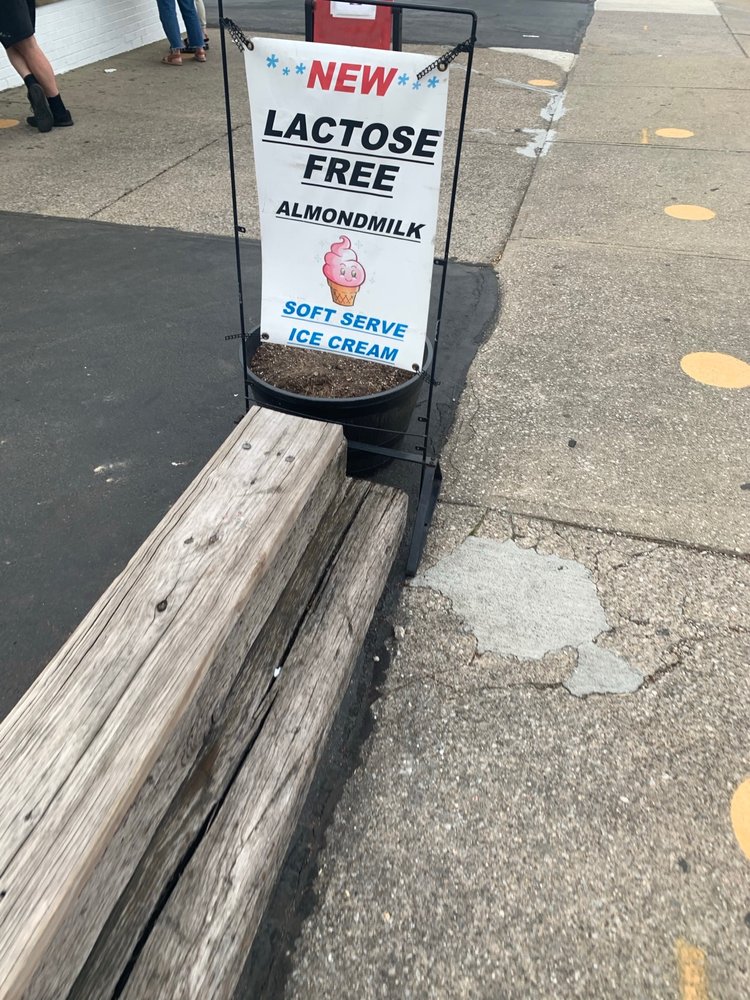 NEW
LACTOSE
FREE
ALMONDMILK
SOFT SERVE
ICE CREAM